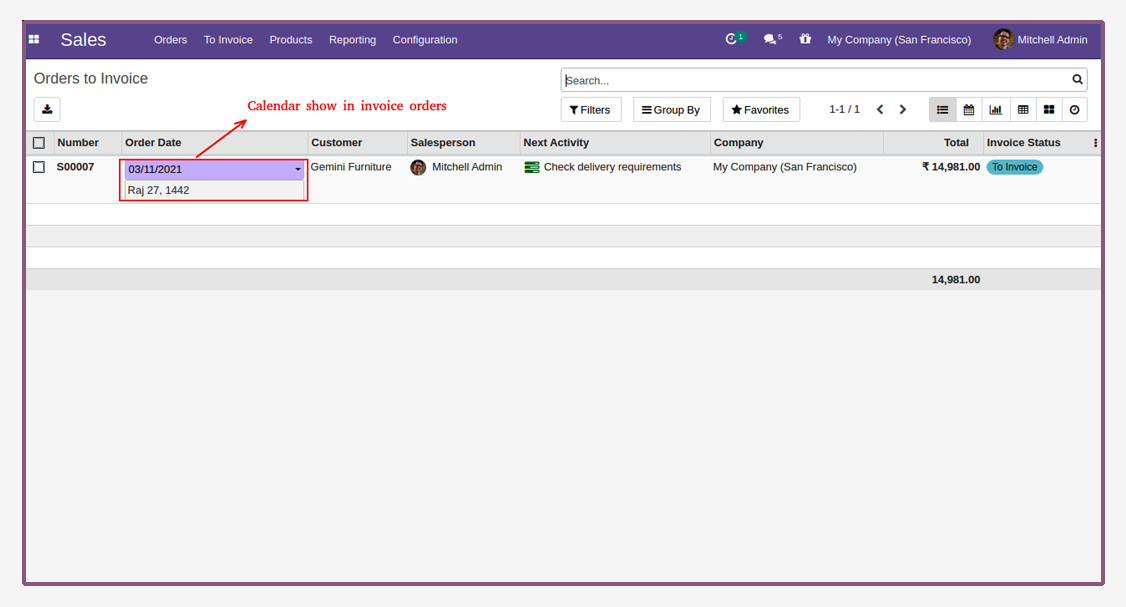 Sales Orders To Invoice Products Reporting Configuration 1 5 My Company (San Francisco) Mitchell Admin
Orders to Invoice
Search...
Calendar show in invoice orders
Filters Group By Favorites 1-1 / 1
Number Order Date Customer Salesperson Next Activity Company Total Invoice Status
S00007 03/11/2021 Gemini Furniture Mitchell Admin Check delivery requirements My Company (San Francisco) ₹ 14,981.00 To Invoice
Raj 27, 1442
14,981.00